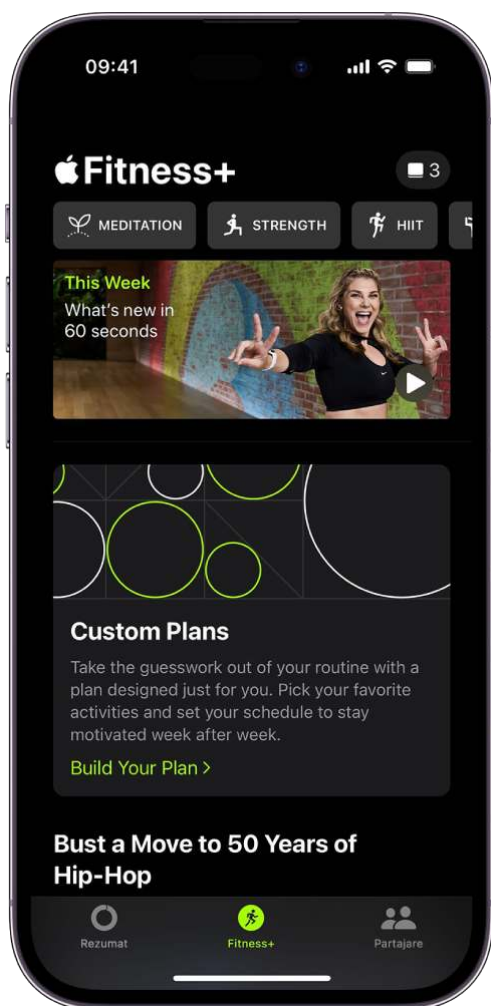 09:41
Fitness+
3
MEDITATION
STRENGTH
HIIT
This Week
What's new in
60 seconds
Custom Plans
Take the guesswork out of your routine with a
plan designed just for you. Pick your favorite
activities and set your schedule to stay
motivated week after week.
Build Your Plan >
Bust a Move to 50 Years of
Hip-Hop
Rezumat
Fitness+
Partajare